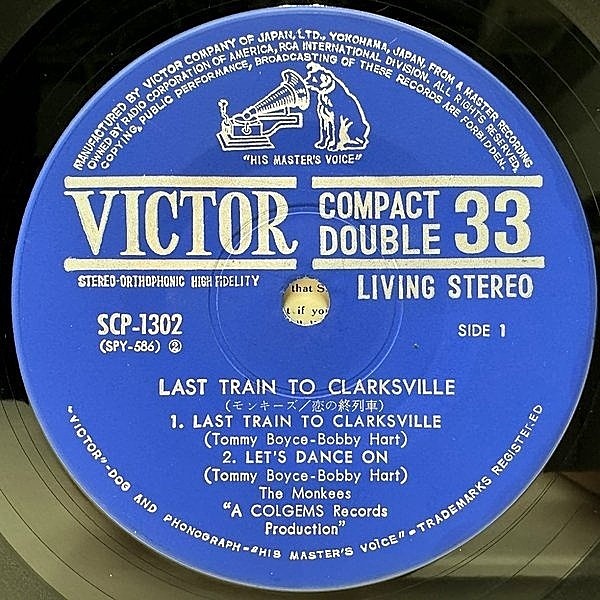 MANUFACTURED BY VICTOR COMPANY OF JAPAN, LTD., YOKOHAMA, JAPAN, FROM A MASTER RECORDING
OWNED BY RADIO CORPORATION OF AMERICA, RCA INTERNATIONAL DIVISION. ALL RIGHTS RESERVED.
COPYING, PUBLIC PERFORMANCE, BROADCASTING OF THESE RECORDS ARE FORBIDDEN.
"HIS MASTER'S VOICE"
VICTOR
COMPACT
DOUBLE
33
STEREO-ORTHOPHONIC HIGH FIDELITY
LIVING STEREO
that S
t if you
SCP-1302
(SPY-586) ②
SIDE 1
LAST TRAIN TO CLARKSVILLE
(モンキーズ/恋の終列車)
1. LAST TRAIN TO CLARKSVILLE
(Tommy Boyce-Bobby Hart)
2. LET'S DANCE ON
(Tommy Boyce-Bobby Hart)
The Monkees
"A COLGEMS Records
Production"
"VICTOR"-DOG AND PHONOGRAPH-"HIS MASTER'S VOICE"-TRADEMARKS REGISTERED